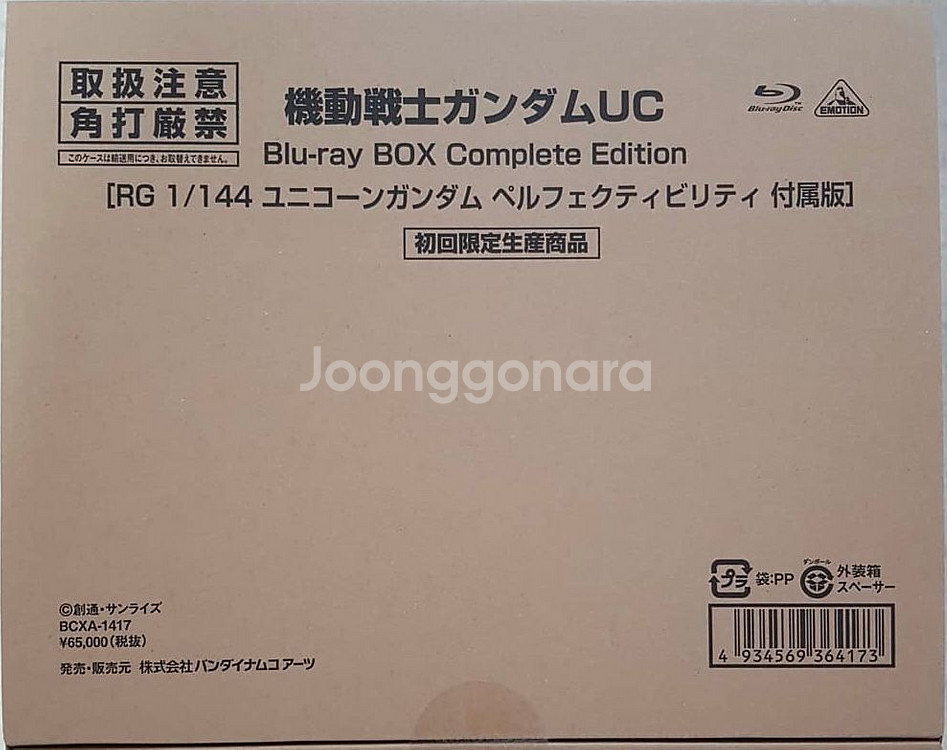 取扱注意
角打厳禁
このケースは輸送用につき、お取替えできません。
機動戦士ガンダムUC
Blu-ray Disc
EMOTION
Blu-ray BOX Complete Edition
[RG 1/144 ユニコーンガンダム ペルフェクティビリティ 付属版]
初回限定生産商品
Joonggonara
プラ
袋:PP
ダンボール
外装箱
スペーサー
©創通・サンライズ
BCXA-1417
¥65,000(税抜)
発売・販売元 株式会社バンダイナムコアーツ
4 934569 364173